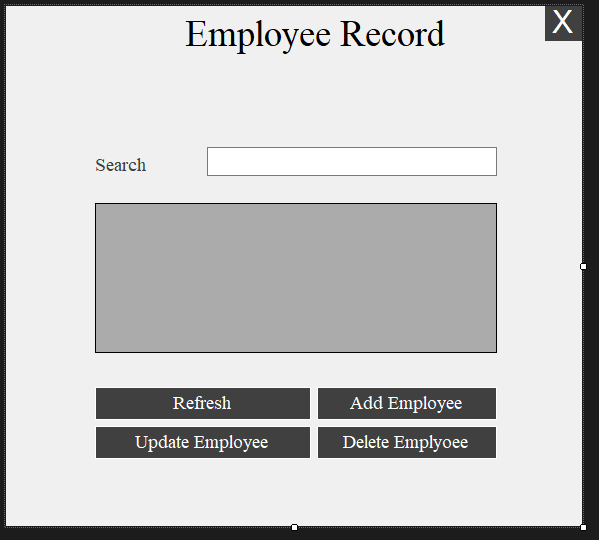 Employee Record
X
Search
Refresh
Add Employee
Update Employee
Delete Emplyoee